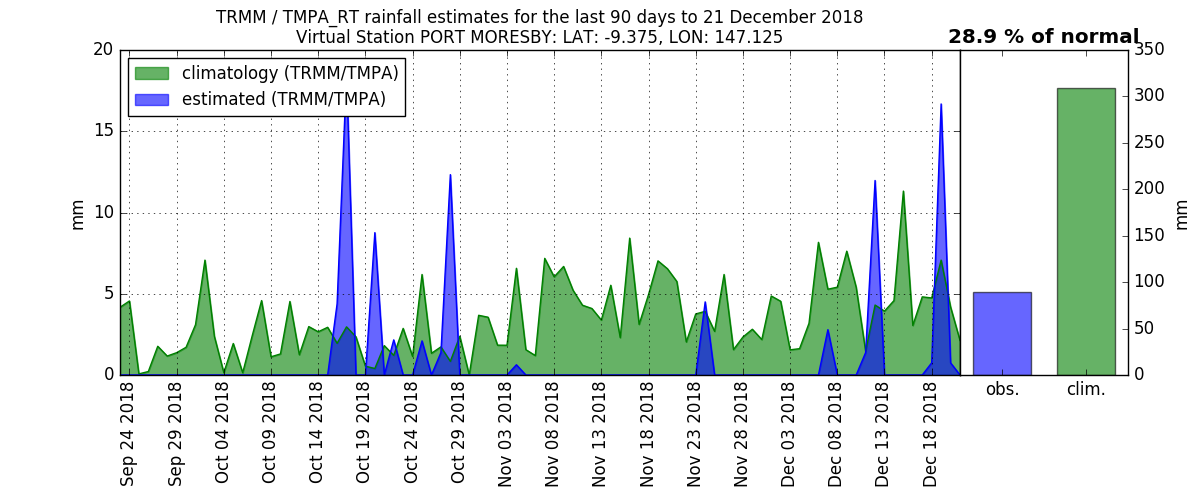 TRMM / TMPA_RT rainfall estimates for the last 90 days to 21 December 2018
Virtual Station PORT MORESBY: LAT: -9.375, LON: 147.125
28.9 % of normal
climatology (TRMM/TMPA)
estimated (TRMM/TMPA)
mm
20
15
10
5
0
Sep 24 2018
Sep 29 2018
Oct 04 2018
Oct 09 2018
Oct 14 2018
Oct 19 2018
Oct 24 2018
Oct 29 2018
Nov 03 2018
Nov 08 2018
Nov 13 2018
Nov 18 2018
Nov 23 2018
Nov 28 2018
Dec 03 2018
Dec 08 2018
Dec 13 2018
Dec 18 2018
obs.
clim.
350
300
250
200
150
100
50
0
mm